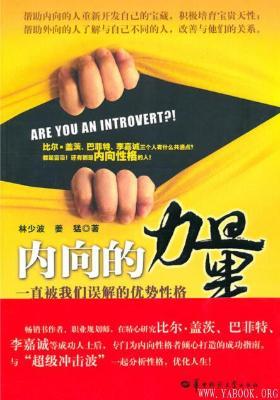 帮助内向的人重新开发自己的宝藏，积极培育宝贵天性；
帮助外向的人了解与自己不同的人，改善与他们的关系。
ARE YOU AN INTROVERT?!
比尔·盖茨、巴菲特、李嘉诚三个人有什么共通点？
都是富翁！还有都是内向性格的人！
林少波 姜 猛◎著
内向的力量
一直被我们误解的优势性格
畅销书作者，职业规划师，在精心研究比尔·盖茨、巴菲特、
李嘉诚等成功人士后，专门为内向性格者倾心打造的成功指南。
与“超级冲击波”一起分析性格，优化人生！
WWW.YABOOK.ORG